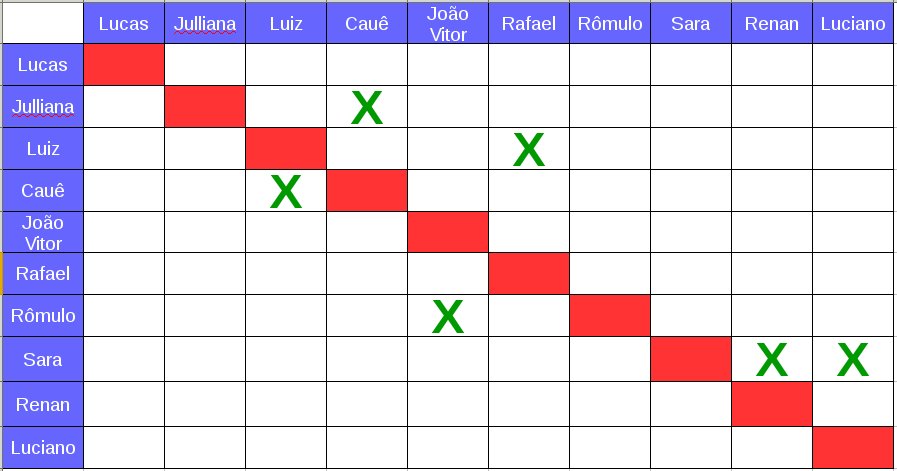 Lucas Julliana Luiz Cauê João Vitor Rafael Rômulo Sara Renan Luciano
Lucas
Julliana X
Luiz X
Cauê X
João Vitor
Rafael
Rômulo X
Sara X X
Renan
Luciano